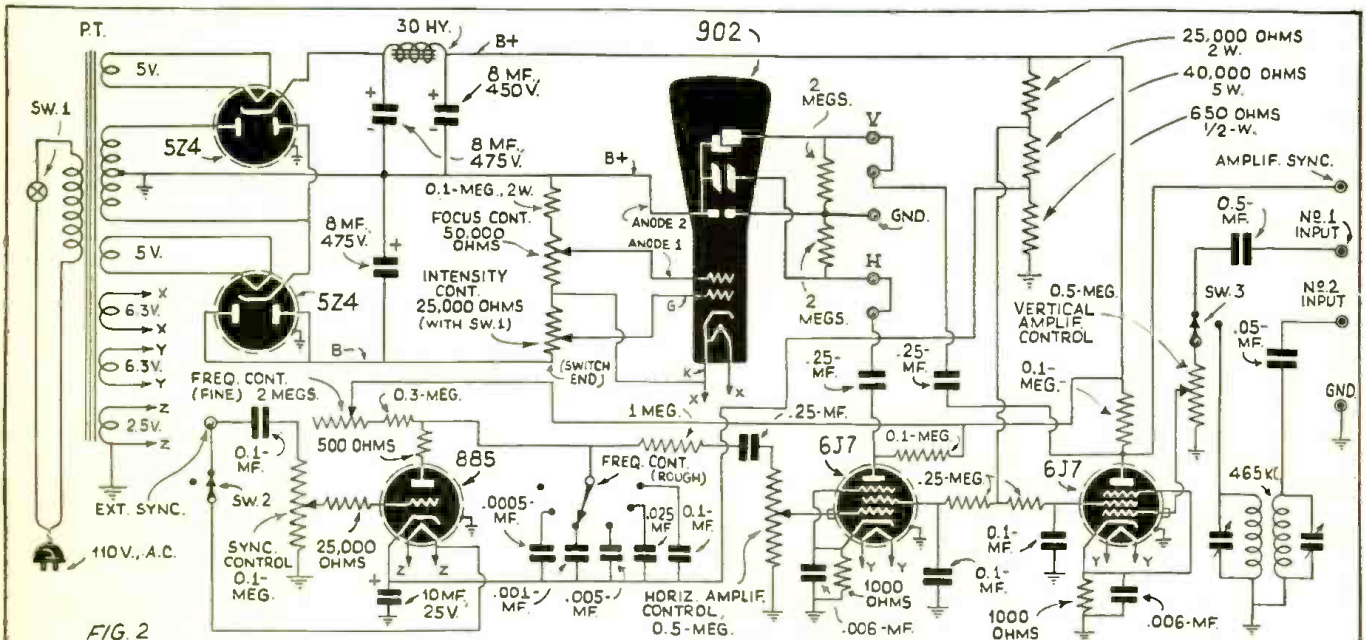 P.T.
30 HY.
B+
902
25,000 OHMS
2 W.
40,000 OHMS
5 W.
650 OHMS
1/2-W.
5V.
8 MF.
450 V.
2
MEGS.
V
SW.1
5Z4
8 MF.
475V.
B+
AMPLIF. SYNC.
0.1-MEG., 2W.
FOCUS CONT.
50,000
OHMS
ANODE 2
ANODE 1
GND.
0.5-MF.
Nº.1
INPUT
8 MF.
475V.
5V.
INTENSITY
CONT.
25,000 OHMS
(WITH SW.1)
G
H
2
MEGS.
0.5-MEG.
VERTICAL
AMPLIF.
CONTROL
SW.3
Nº.2
INPUT
.05-
MF.
5Z4
X
6.3V.
X
Y
6.3V.
Y
B-
(SWITCH
END)
K
X
.25-
MF.
.25-
MF.
0.1-
MEG.
GND.
FREQ. CONT.
(FINE) 2 MEGS.
0.3-MEG.
Z
2.5V.
Z
1 MEG.
.25-MF.
500 OHMS
0.1-
MF.
885
FREQ. CONT.
(ROUGH)
6J7
0.1-MEG.
6J7
465KC.
.25-MEG.
EXT. SYNC.
SW.2
.0005-
MF.
.025
MF.
0.1-
MF.
110 V., A.C.
SYNC.
CONTROL
0.1-
MEG.
25,000
OHMS
Z
Z
Y
Y
0.1-
MF.
Y
Y
10 MF.
25 V.
.001-
MF.
.005-
MF.
HORIZ. AMPLIF.
CONTROL,
0.5-MEG.
1000
OHMS
.006-MF.
0.1-
MF.
1000
OHMS
.006-MF.
FIG. 2